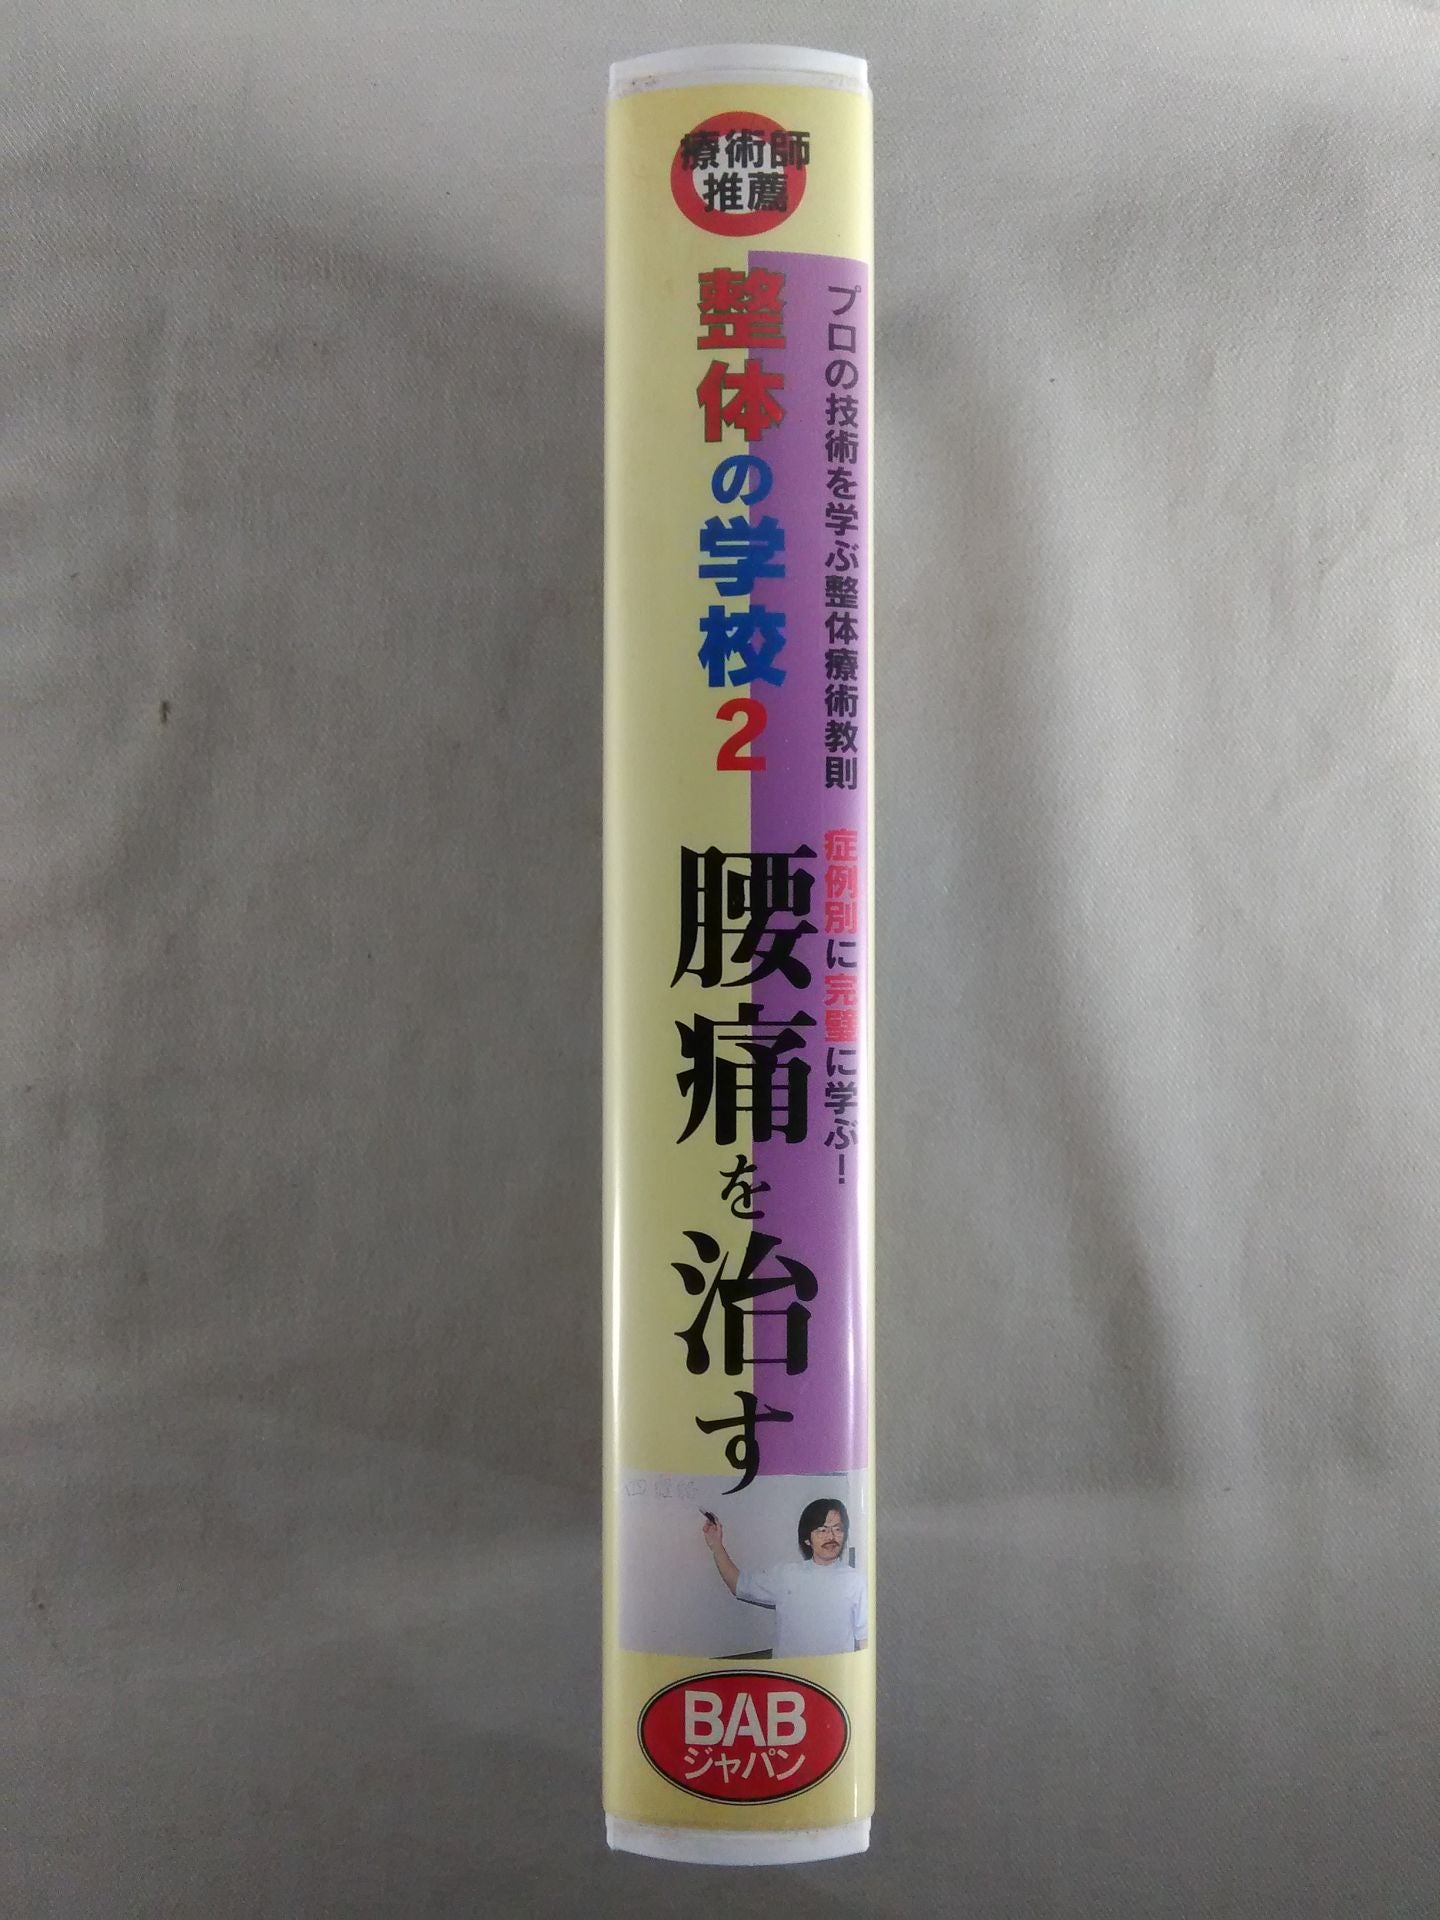 療術師
推薦
プロの技術を学ぶ整体療術教則 症例別に完璧に学ぶ！
整体の学校2
腰痛を治す
BAB
ジャパン